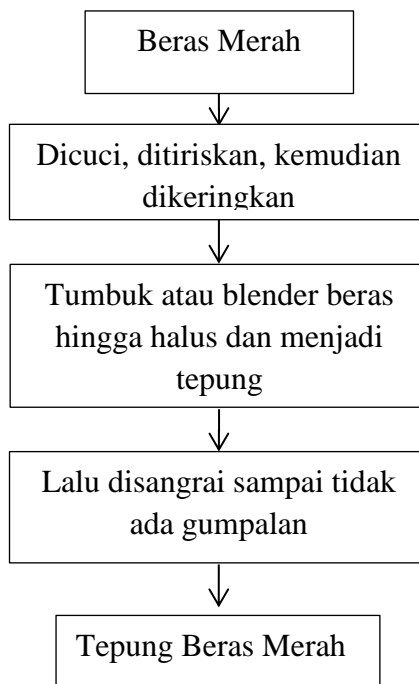 Beras Merah
Dicuci, ditiriskan, kemudian
dikeringkan
Tumbuk atau blender beras
hingga halus dan menjadi
tepung
Lalu disangrai sampai tidak
ada gumpalan
Tepung Beras Merah